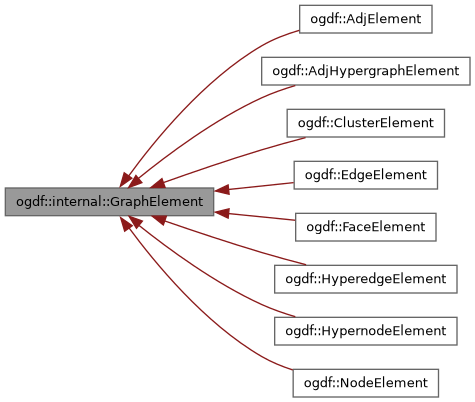 ogdf::AdjElement
ogdf::AdjHypergraphElement
ogdf::ClusterElement
ogdf::EdgeElement
ogdf::internal::GraphElement
ogdf::FaceElement
ogdf::HyperedgeElement
ogdf::HypernodeElement
ogdf::NodeElement